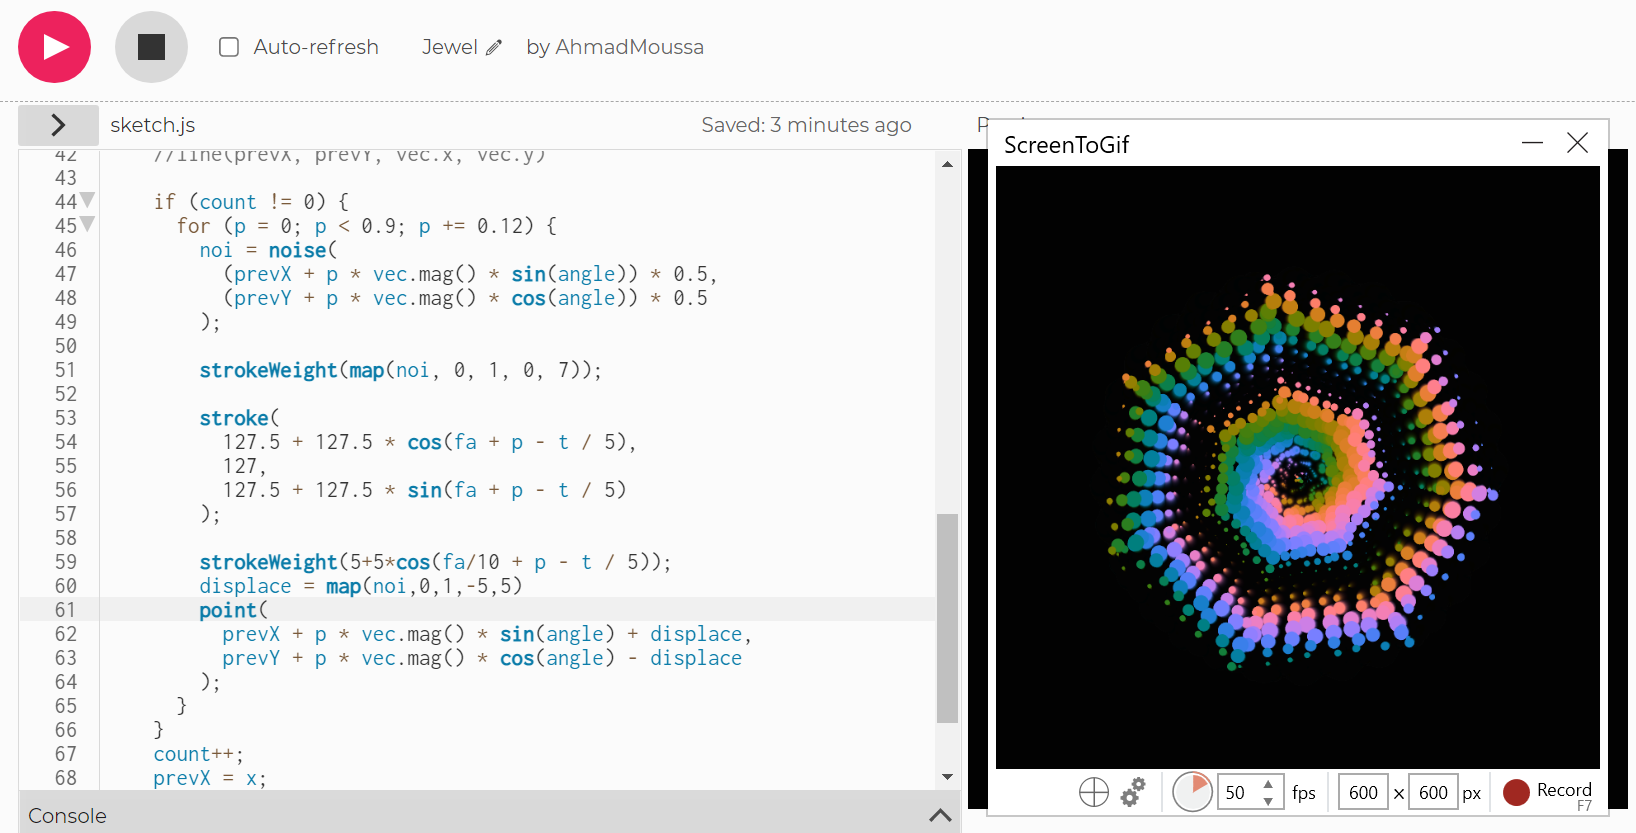 Auto-refresh Jewel by AhmadMoussa
sketch.js Saved: 3 minutes ago
42 //line(prevX, prevY, vec.x, vec.y)
43
44 if (count != 0) {
45 for (p = 0; p < 0.9; p += 0.12) {
46 noi = noise(
47 (prevX + p * vec.mag() * sin(angle)) * 0.5,
48 (prevY + p * vec.mag() * cos(angle)) * 0.5
49 );
50
51 strokeWeight(map(noi, 0, 1, 0, 7));
52
53 stroke(
54 127.5 + 127.5 * cos(fa + p - t / 5),
55 127,
56 127.5 + 127.5 * sin(fa + p - t / 5)
57 );
58
59 strokeWeight(5+5*cos(fa/10 + p - t / 5));
60 displace = map(noi,0,1,-5,5)
61 point(
62 prevX + p * vec.mag() * sin(angle) + displace,
63 prevY + p * vec.mag() * cos(angle) - displace
64 );
65 }
66 }
67 count++;
68 prevX = x;
Console
ScreenToGif
50 fps 600 × 600 px Record
F7